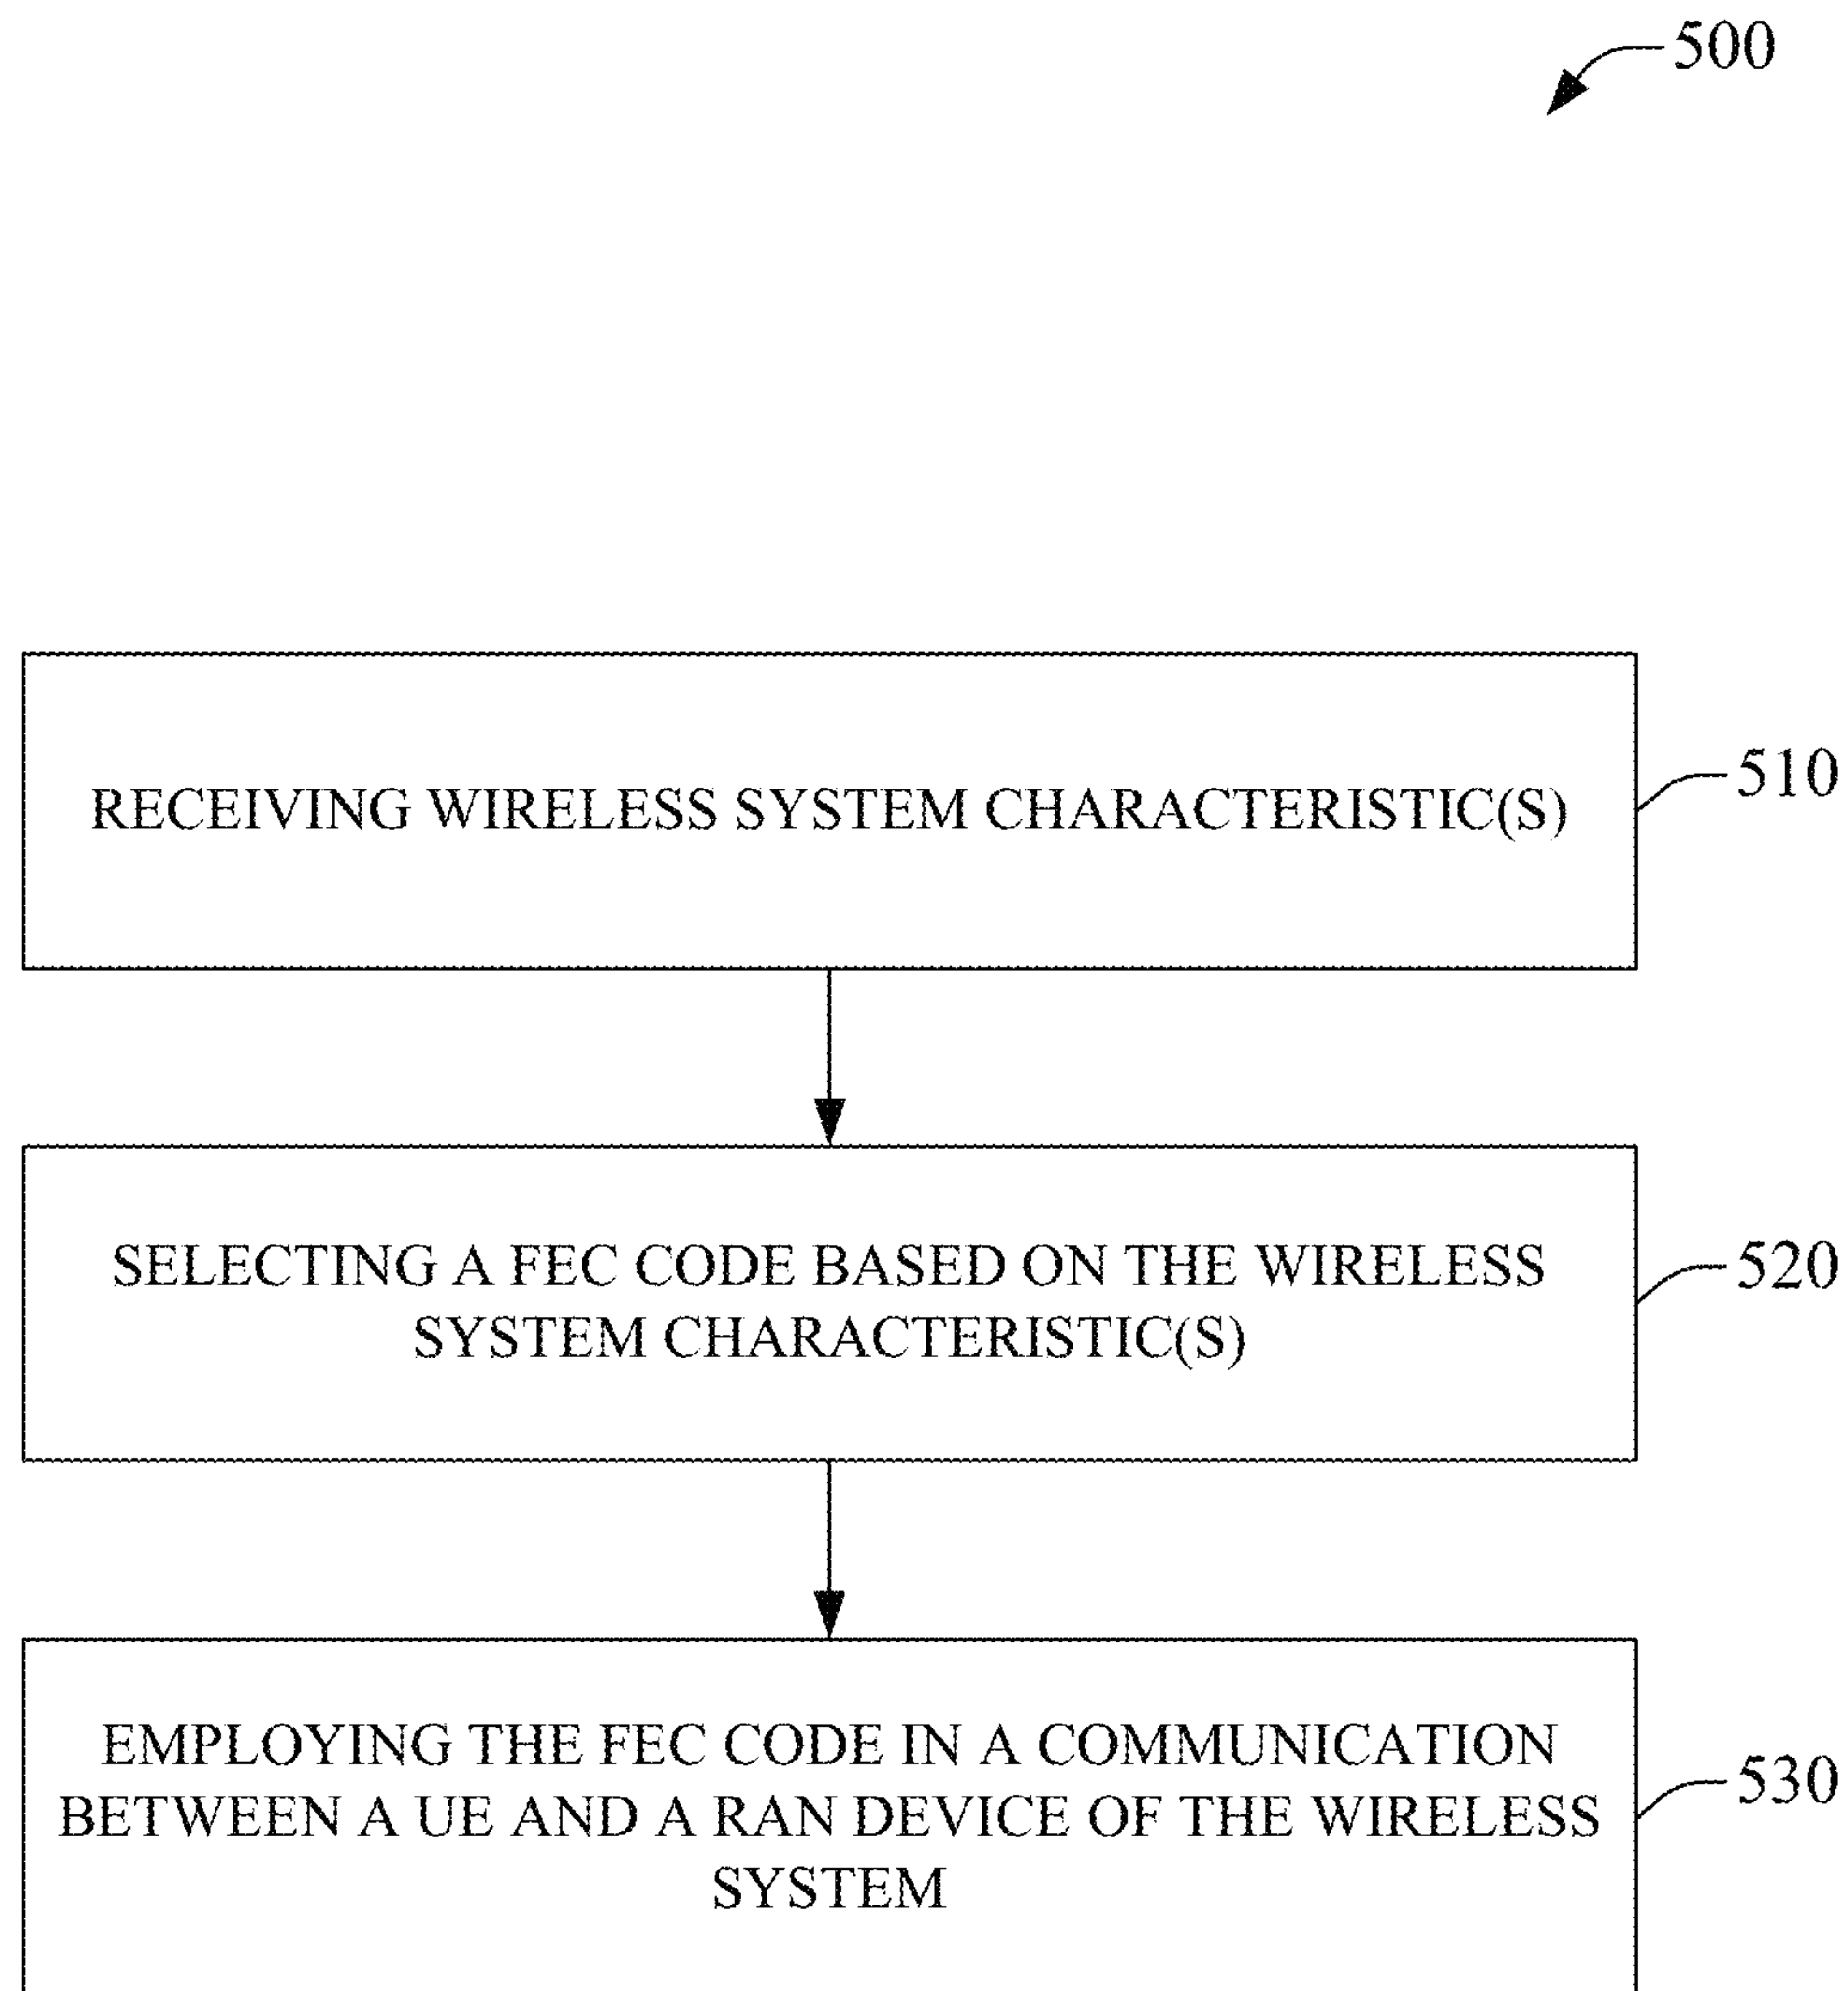 500
RECEIVING WIRELESS SYSTEM CHARACTERISTIC(S)
510
SELECTING A FEC CODE BASED ON THE WIRELESS
SYSTEM CHARACTERISTIC(S)
520
EMPLOYING THE FEC CODE IN A COMMUNICATION
BETWEEN A UE AND A RAN DEVICE OF THE WIRELESS
SYSTEM
530